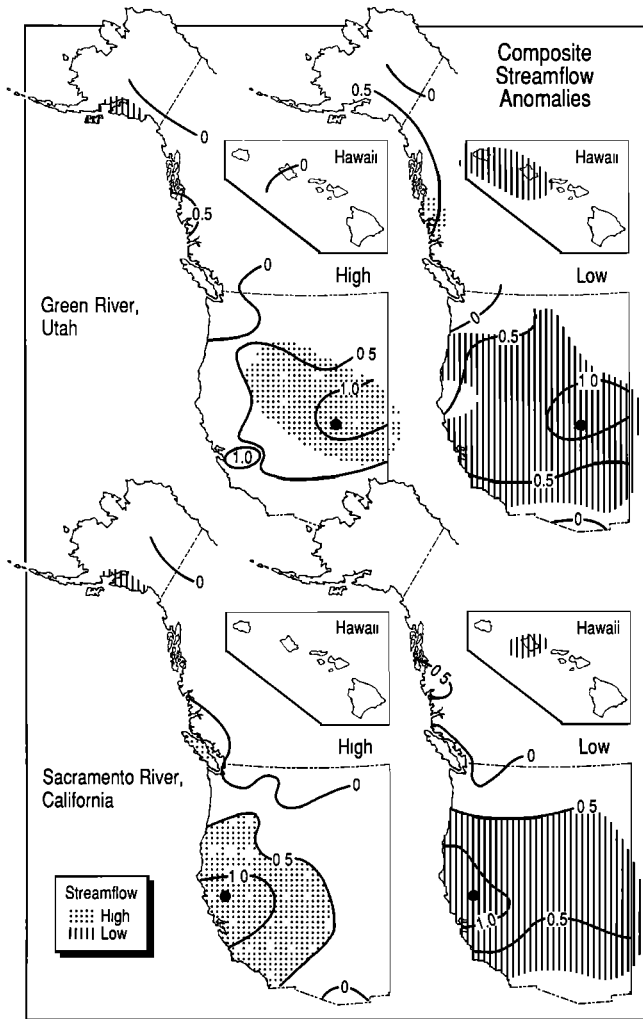 Composite
Streamflow
Anomalies
0.5
0
0
Hawaii
0
Hawaii
0.5
High
Low
0
0
Green River,
Utah
0 5
0.5
1.0
1 0
1.0
0.5
0
0
Hawaii
Hawaii
0 5
High
Low
0
0
Sacramento River,
California
0 5
0 5
1 0
1.0
0.5
Streamflow
High
Low
0